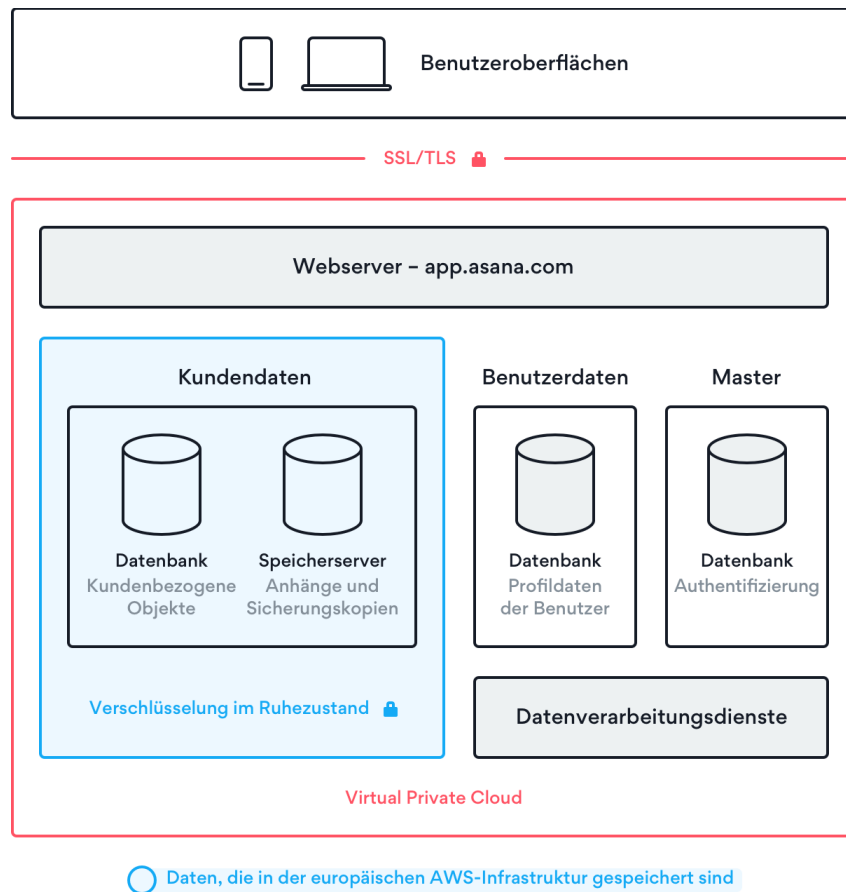 Benutzeroberflächen
SSL/TLS
Webserver – app.asana.com
Kundendaten
Benutzerdaten
Master
Datenbank
Kundenbezogene
Objekte
Speicherserver
Anhänge und
Sicherungskopien
Datenbank
Profildaten
der Benutzer
Datenbank
Authentifizierung
Verschlüsselung im Ruhezustand
Datenverarbeitungsdienste
Virtual Private Cloud
Daten, die in der europäischen AWS-Infrastruktur gespeichert sind